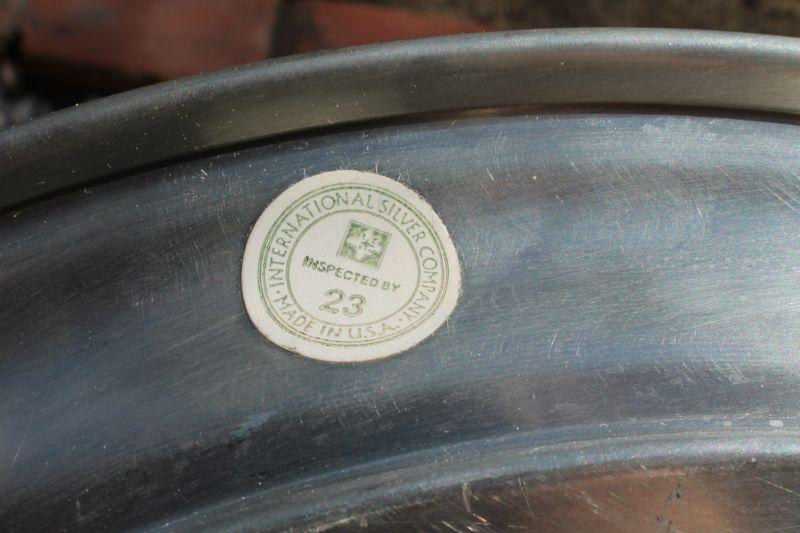 ·INTERNATIONAL SILVER COMPANY·
INSPECTED BY
23
MADE IN U.S.A.